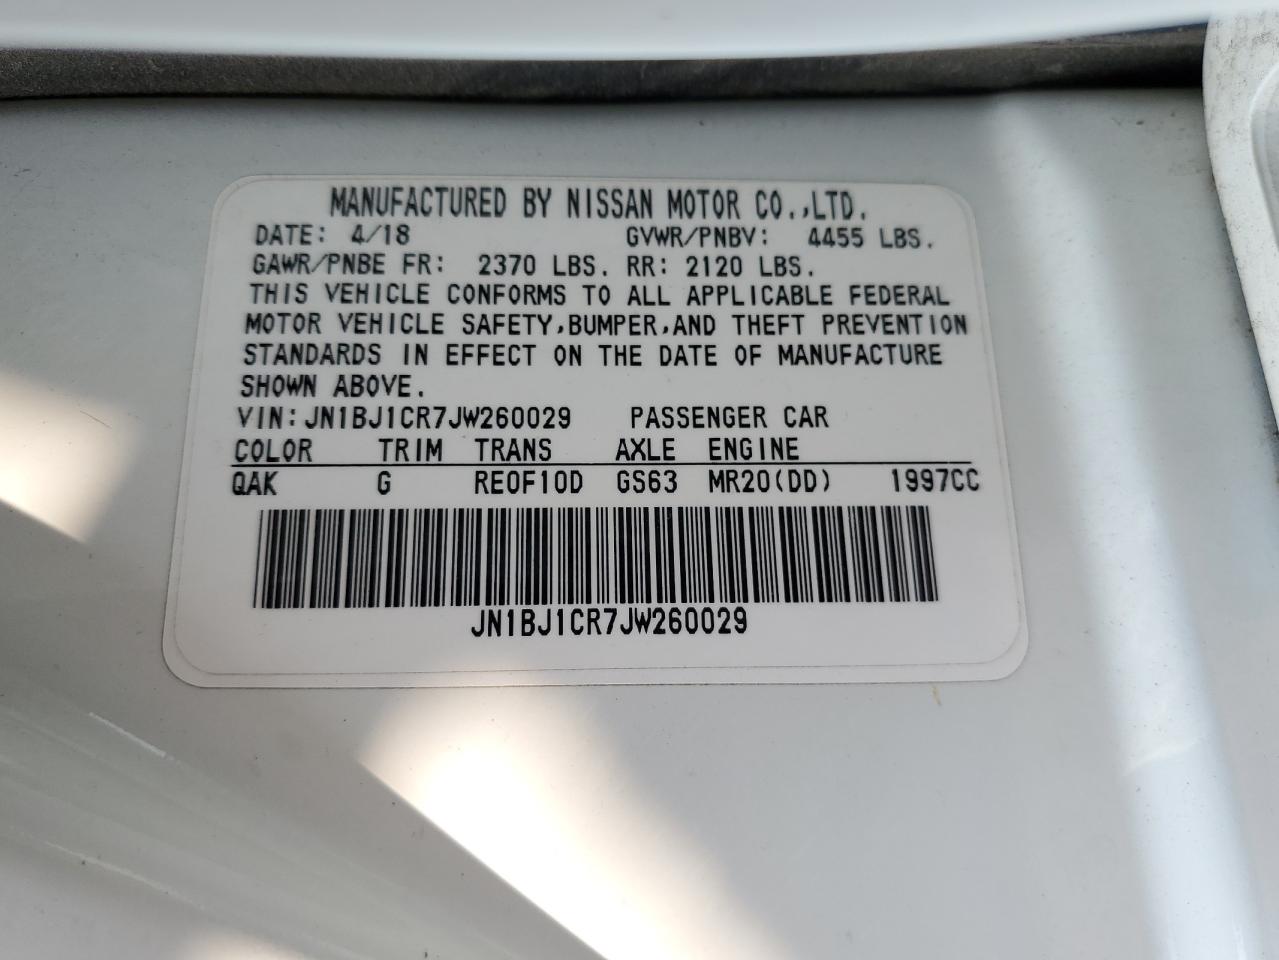 MANUFACTURED BY NISSAN MOTOR CO.,LTD.
DATE: 4/18 GVWR/PNBV: 4455 LBS.
GAWR/PNBE FR: 2370 LBS. RR: 2120 LBS.
THIS VEHICLE CONFORMS TO ALL APPLICABLE FEDERAL
MOTOR VEHICLE SAFETY,BUMPER,AND THEFT PREVENTION
STANDARDS IN EFFECT ON THE DATE OF MANUFACTURE
SHOWN ABOVE.
VIN:JN1BJ1CR7JW260029 PASSENGER CAR
COLOR TRIM TRANS AXLE ENGINE
QAK G RE0F10D GS63 MR20(DD) 1997CC
JN1BJ1CR7JW260029